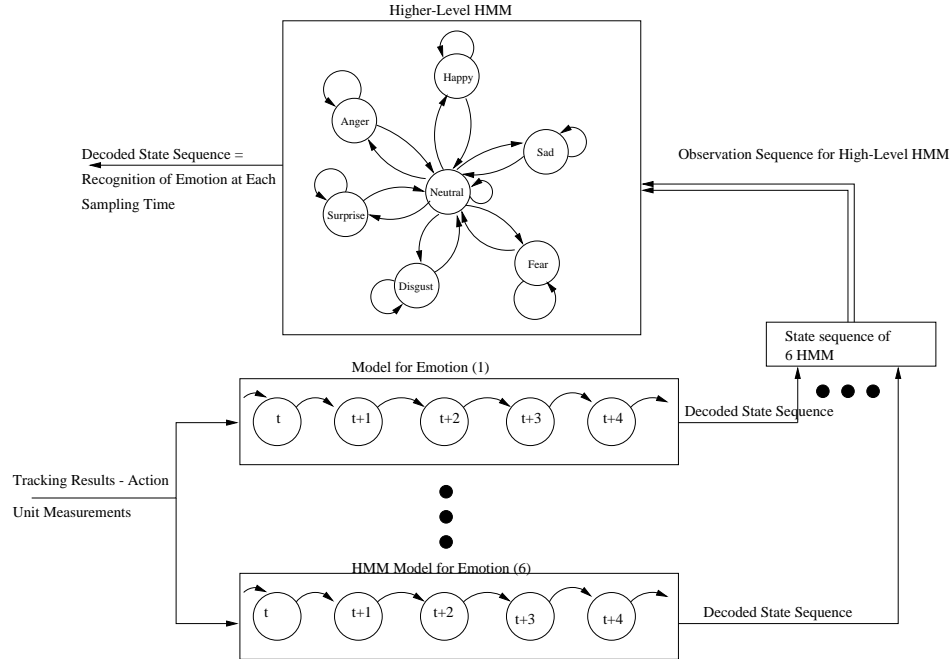 Higher-Level HMM
Happy
Anger
Sad
Neutral
Surprise
Fear
Disgust
Decoded State Sequence =
Recognition of Emotion at Each
Sampling Time
Observation Sequence for High-Level HMM
State sequence of
6 HMM
Model for Emotion (1)
t
t+1
t+2
t+3
t+4
Decoded State Sequence
Tracking Results - Action
Unit Measurements
HMM Model for Emotion (6)
t
t+1
t+2
t+3
t+4
Decoded State Sequence